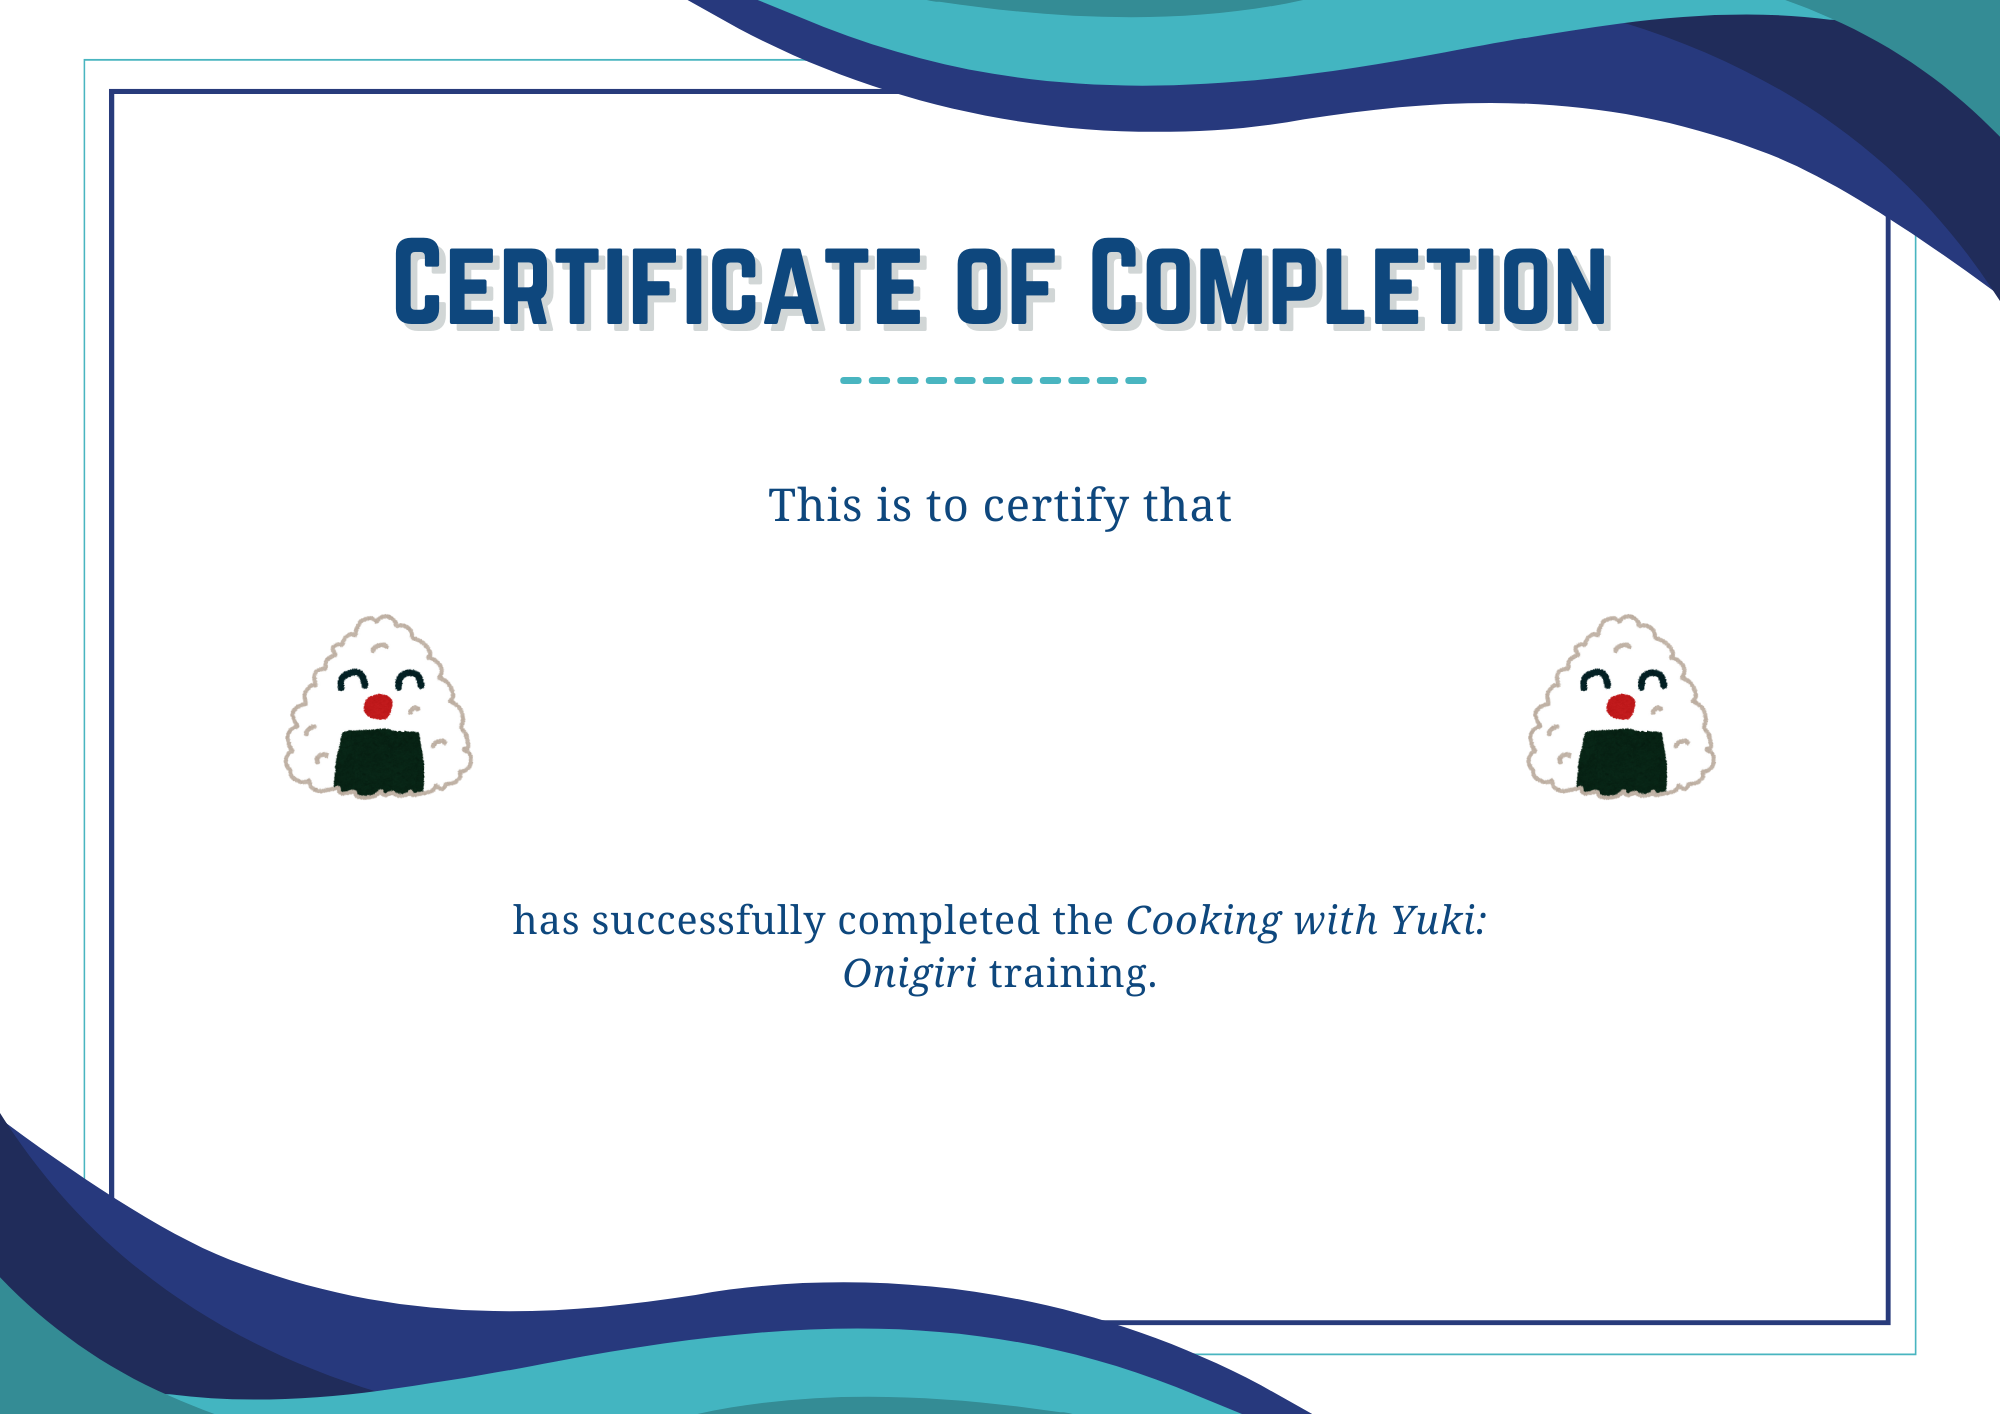 Certificate of Completion
This is to certify that
has successfully completed the Cooking with Yuki:
Onigiri training.